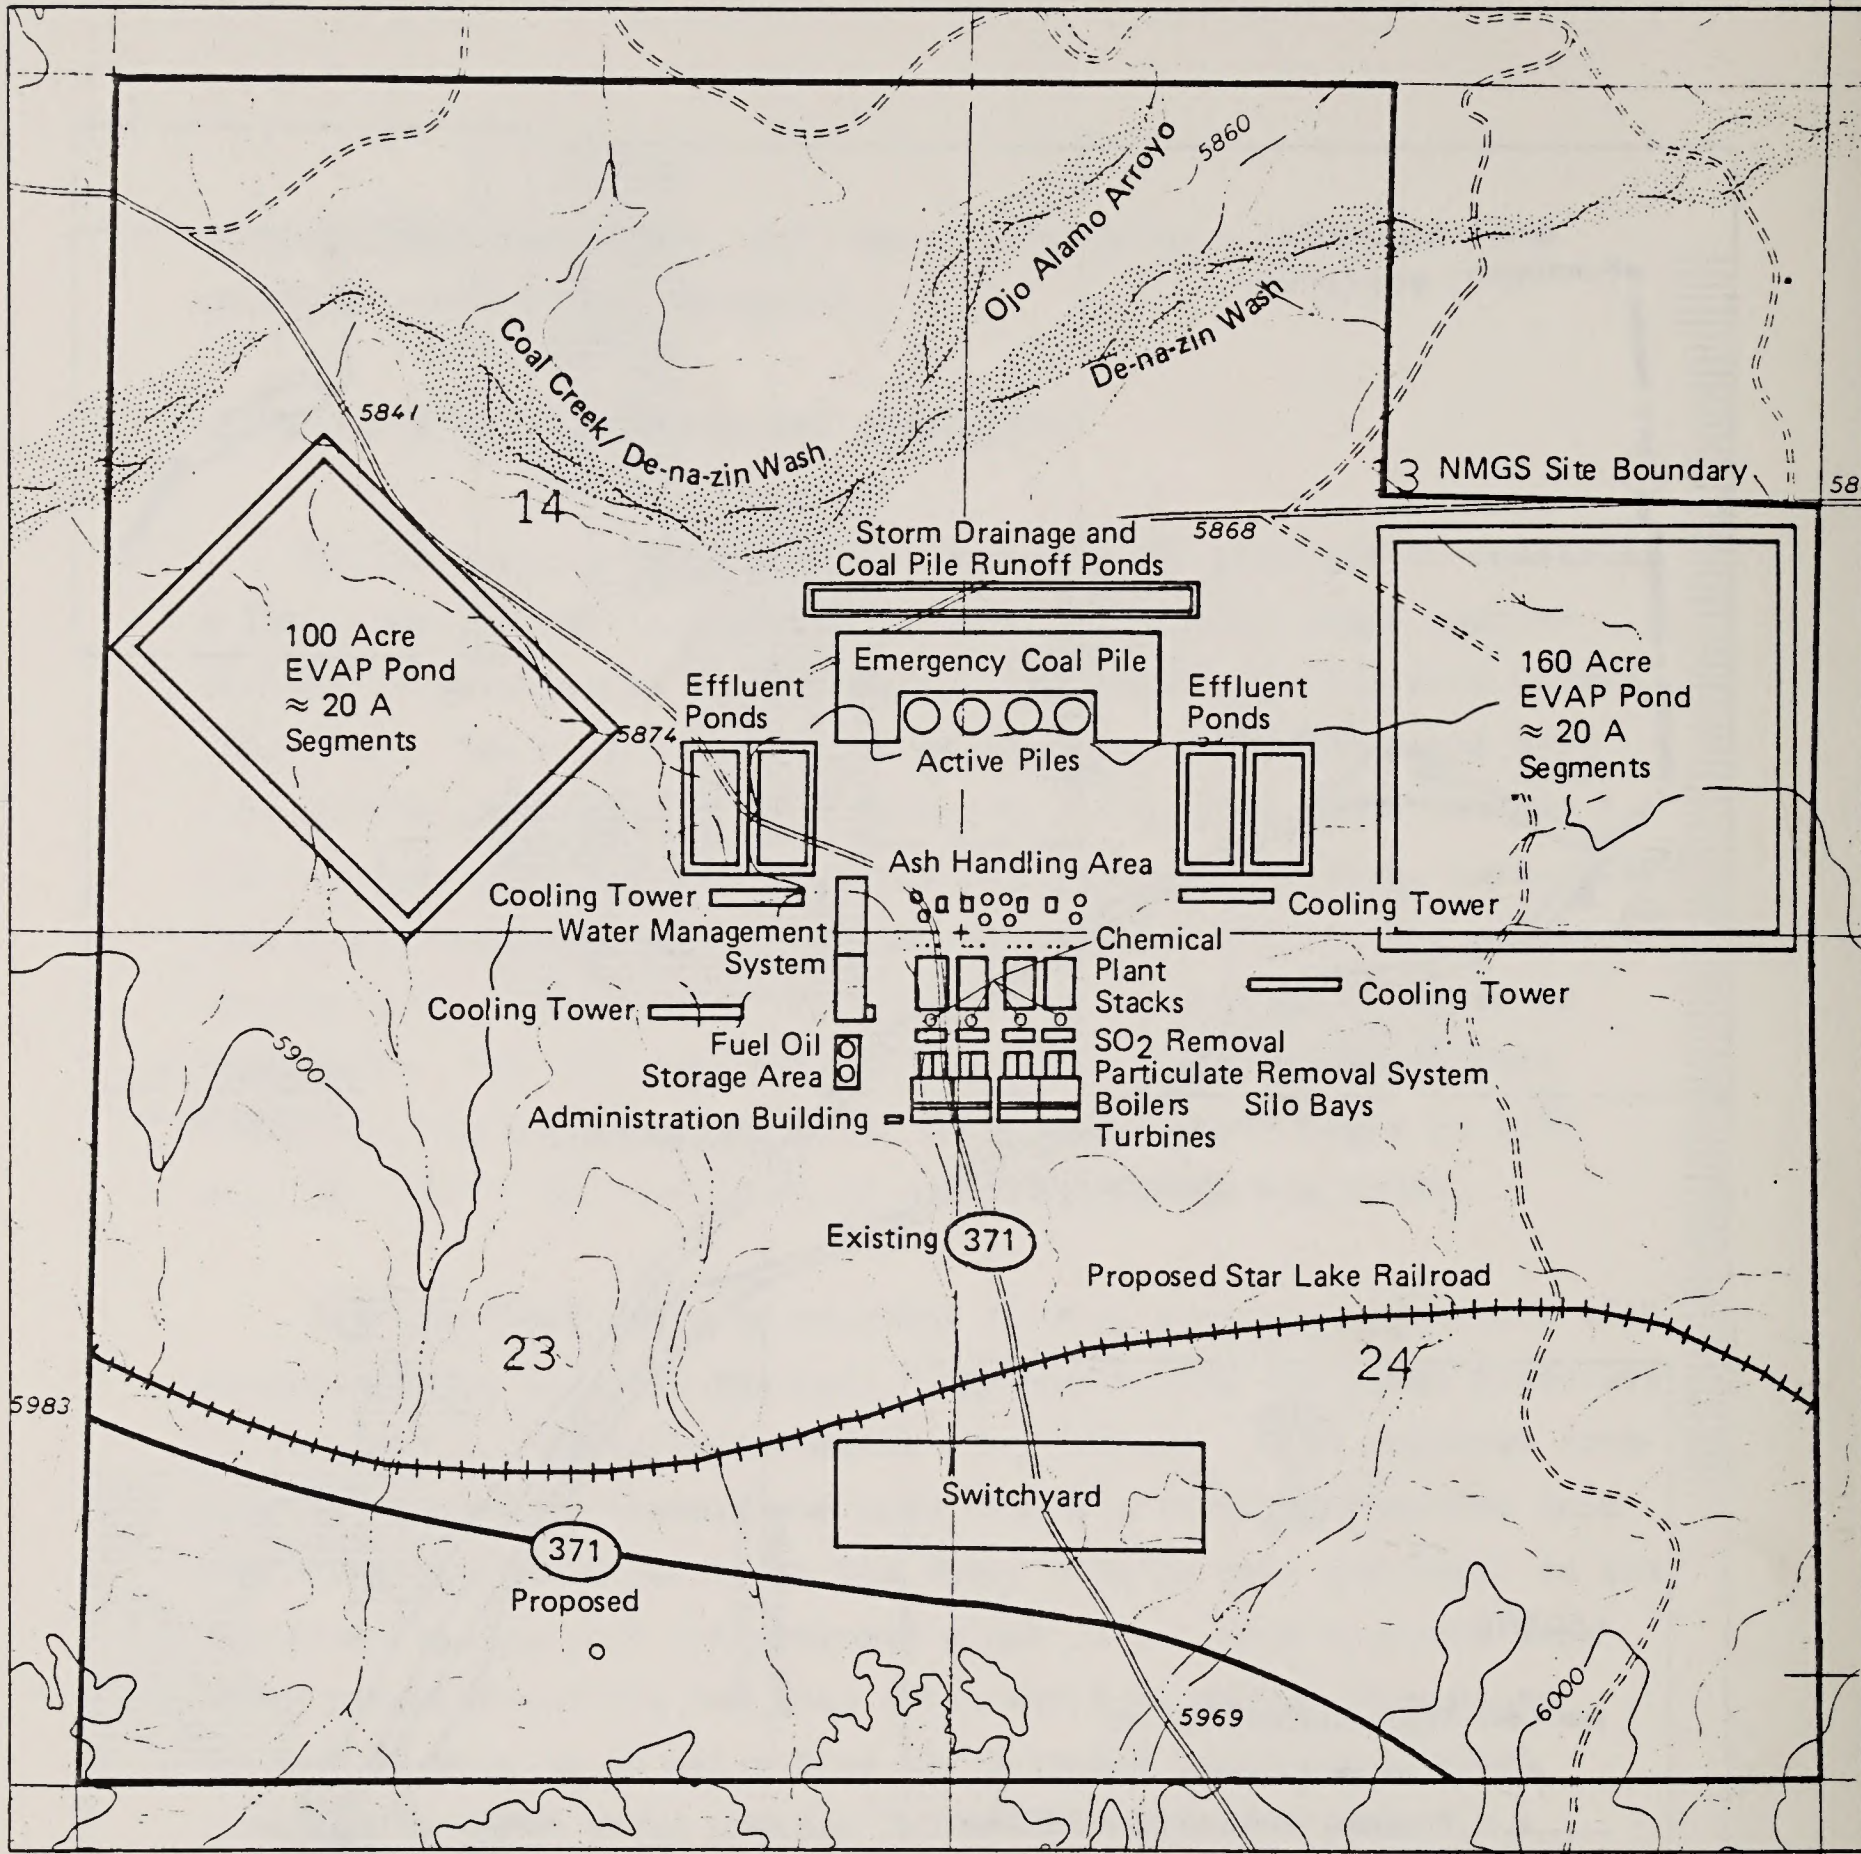 5860
Ojo Alamo Arroyo
De-na-zin Wash
Coal Creek/ De-na-zin Wash
5841
14
13
NMGS Site Boundary
58
5868
Storm Drainage and
Coal Pile Runoff Ponds
100 Acre
EVAP Pond
≈ 20 A
Segments
Emergency Coal Pile
160 Acre
EVAP Pond
≈ 20 A
Segments
Effluent
Ponds
Effluent
Ponds
5874
Active Piles
Ash Handling Area
Cooling Tower
Cooling Tower
Water Management
System
Chemical
Plant
Stacks
Cooling Tower
Cooling Tower
Fuel Oil
Storage Area
SO2 Removal
Particulate Removal System
Boilers Silo Bays
Turbines
Administration Building
5900
Existing 371
Proposed Star Lake Railroad
23
24
5983
Switchyard
371
Proposed
5969
6000